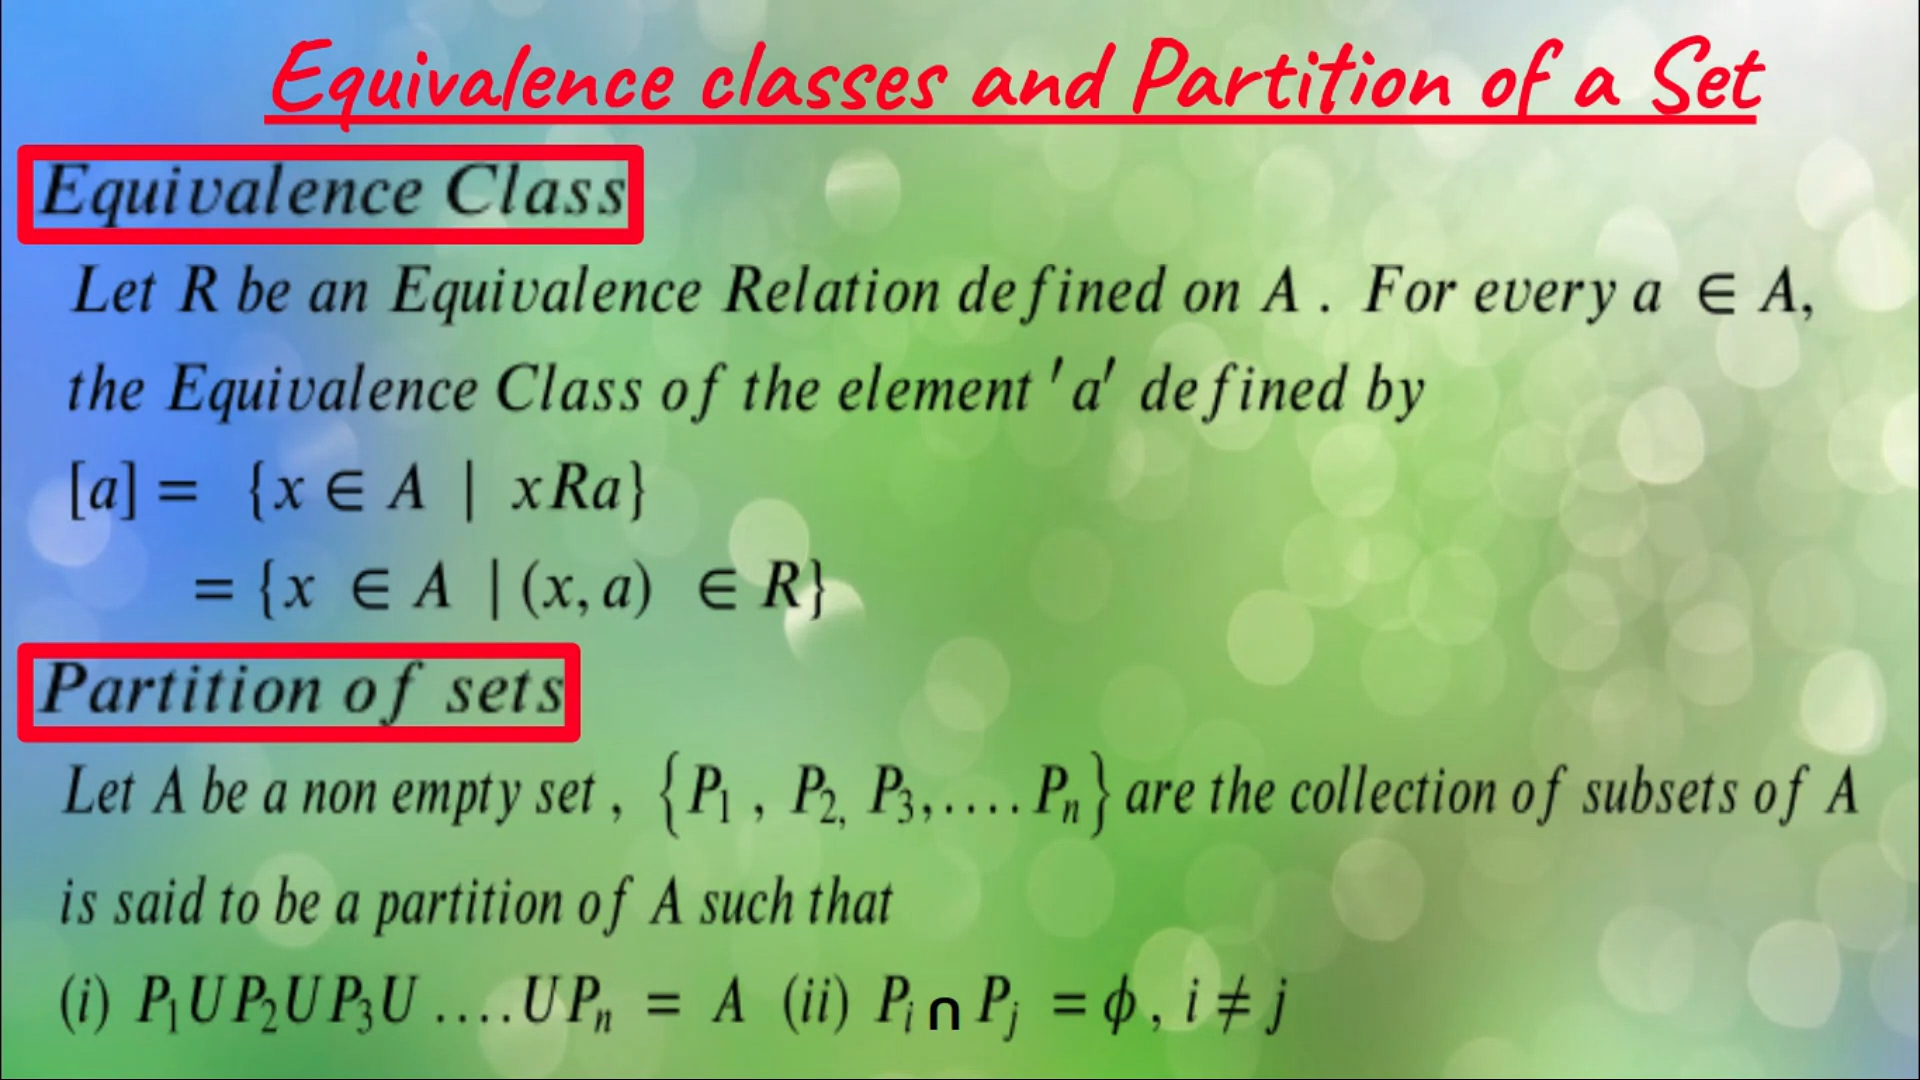 Equivalence classes and Partition of a Set
Equivalence Class
Let R be an Equivalence Relation defined on A . For every a ∈ A,
the Equivalence Class of the element 'a' defined by
[a] = {x ∈ A | xRa}
= {x ∈ A | (x, a) ∈ R}
Partition of sets
Let A be a non empty set , {P₁ , P₂, P₃,.... Pₙ} are the collection of subsets of A
is said to be a partition of A such that
(i) P₁UP₂UP₃U ....UPₙ = A (ii) Pᵢ ∩ Pⱼ = ϕ , i ≠ j